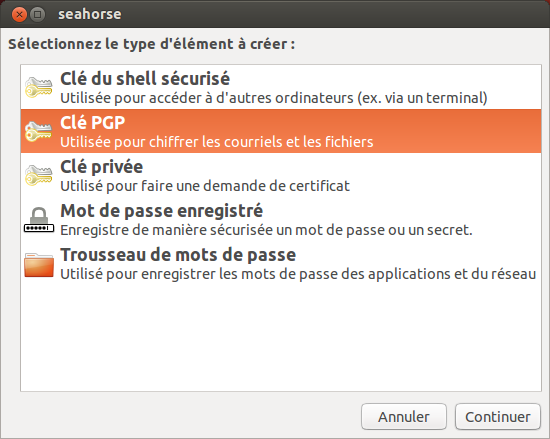 seahorse
Sélectionnez le type d'élément à créer :
Clé du shell sécurisé
Utilisée pour accéder à d'autres ordinateurs (ex. via un terminal)
Clé PGP
Utilisée pour chiffrer les courriels et les fichiers
Clé privée
Utilisé pour faire une demande de certificat
Mot de passe enregistré
Enregistre de manière sécurisée un mot de passe ou un secret.
Trousseau de mots de passe
Utilisé pour enregistrer les mots de passe des applications et du réseau
Annuler
Continuer